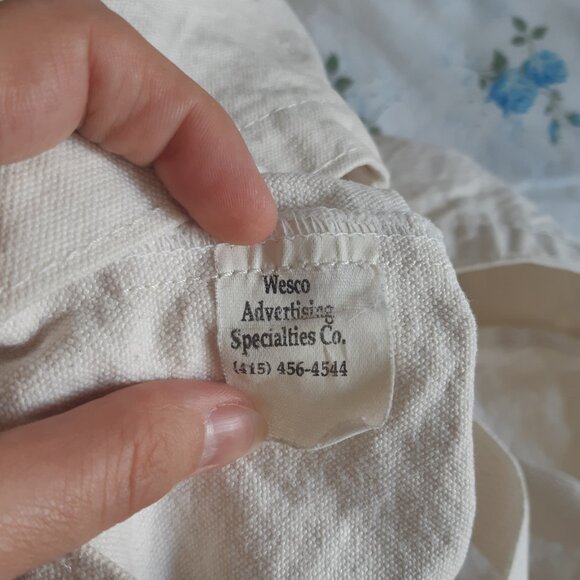 Wesco
Advertising
Specialties Co.
(415) 456-4544